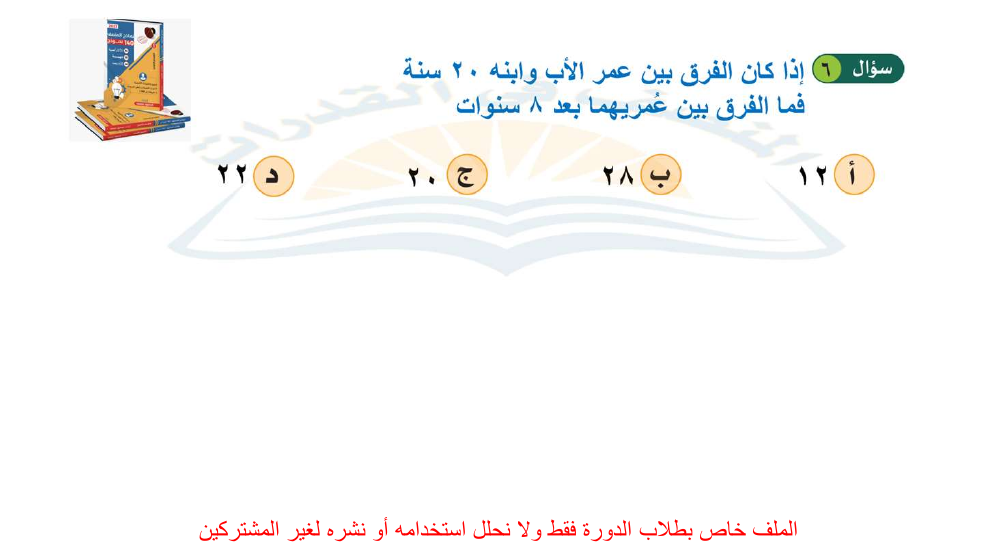 سؤال ٦
إذا كان الفرق بين عمر الأب وابنه ٢٠ سنة
فما الفرق بين عُمريهما بعد ٨ سنوات
أ ١٢
ب ٢٨
ج ٢٠
د ٢٢
الملف خاص بطلاب الدورة فقط ولا نحلل استخدامه أو نشره لغير المشتركين